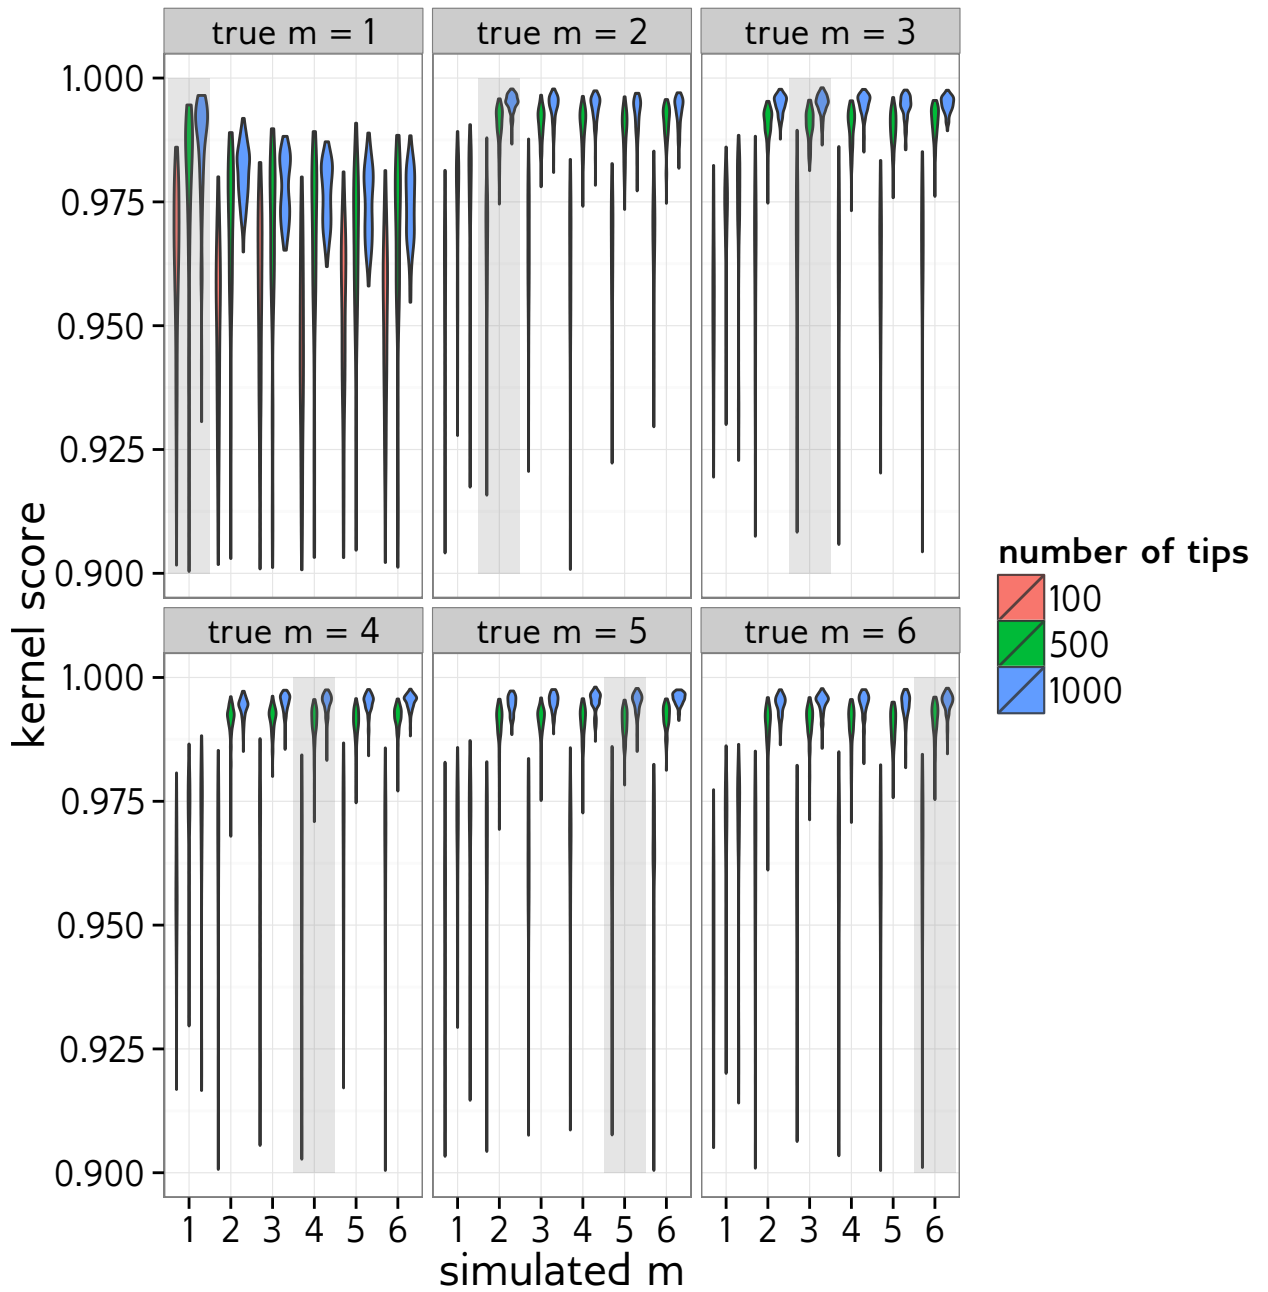 true m = 1 true m = 2 true m = 3
1.000
0.975
0.950
0.925
0.900
true m = 4 true m = 5 true m = 6
1.000
0.975
0.950
0.925
0.900
1 2 3 4 5 6 1 2 3 4 5 6 1 2 3 4 5 6
simulated m
kernel score
number of tips
100
500
1000